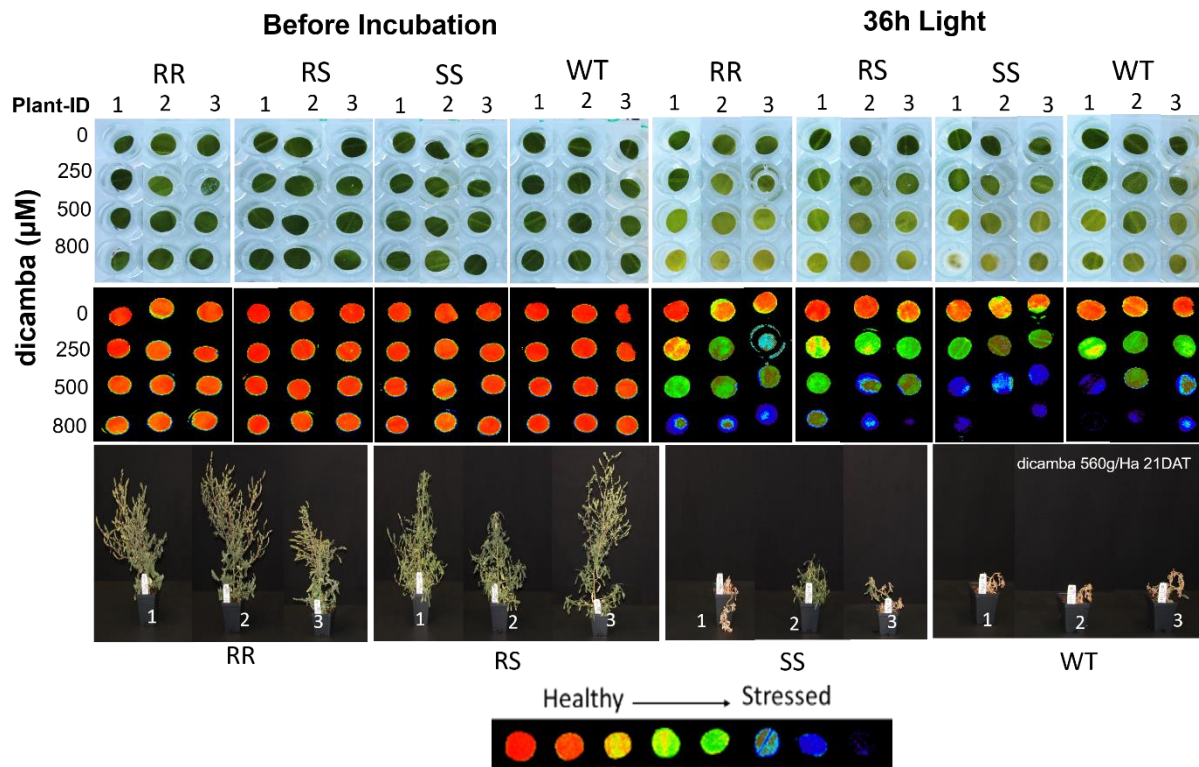 Before Incubation 36h Light
RR RS SS WT RR RS SS WT
Plant-ID 1 2 3 1 2 3 1 2 3 1 2 3 1 2 3 1 2 3 1 2 3 1 2 3
dicamba (µM)
0
250
500
800
0
250
500
800
dicamba 560g/Ha 21DAT
1 2 3 1 2 3 1 2 3 1 2 3
RR RS SS WT
Healthy Stressed